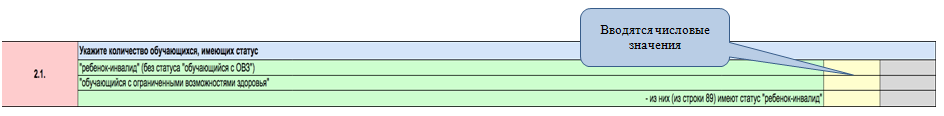 Вводятся числовые
значения
2.1.
Укажите количество обучающихся, имеющих статус
"ребенок-инвалид" (без статуса "обучающийся с ОВЗ")
"обучающийся с ограниченными возможностями здоровья"
- из них (из строки 89) имеют статус "ребенок-инвалид"